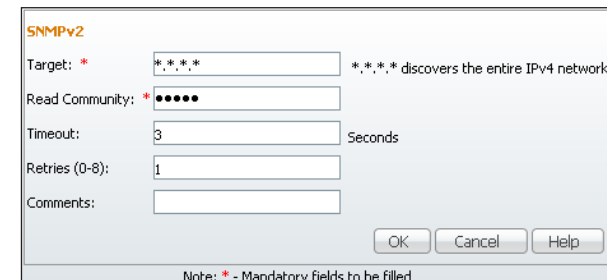 SNMPv2
Target: * *.*.*.* *.*.*.* discovers the entire IPv4 network
Read Community: * •••••
Timeout: 3 Seconds
Retries (0-8): 1
Comments:
OK Cancel Help
Note: * - Mandatory fields to be filled